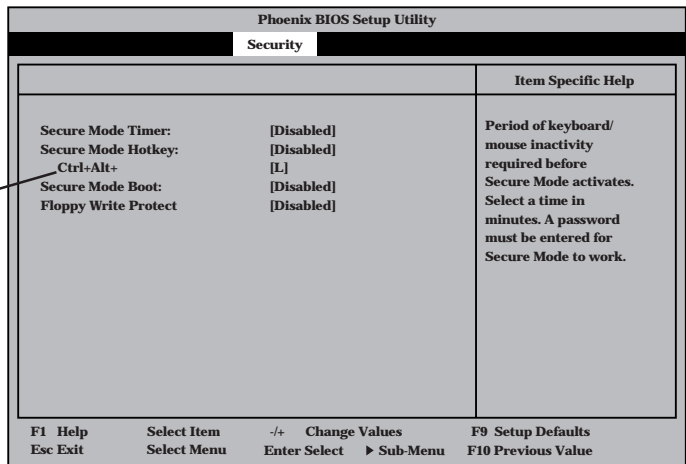 Phoenix BIOS Setup Utility
Security
Item Specific Help
Secure Mode Timer: [Disabled]
Secure Mode Hotkey: [Disabled]
Ctrl+Alt+ [L]
Secure Mode Boot: [Disabled]
Floppy Write Protect [Disabled]
Period of keyboard/
mouse inactivity
required before
Secure Mode activates.
Select a time in
minutes. A password
must be entered for
Secure Mode to work.
F1 Help Select Item -/+ Change Values F9 Setup Defaults
Esc Exit Select Menu Enter Select ▶ Sub-Menu F10 Previous Value